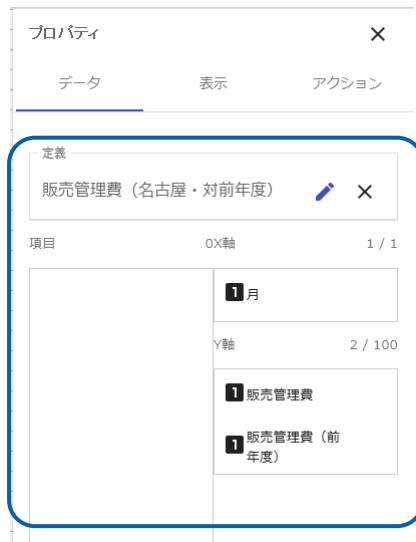 プロパティ ×
データ 表示 アクション
定義
販売管理費（名古屋・対前年度）
項目 0X軸 1 / 1
1 月
Y軸 2 / 100
1 販売管理費
1 販売管理費（前
年度）